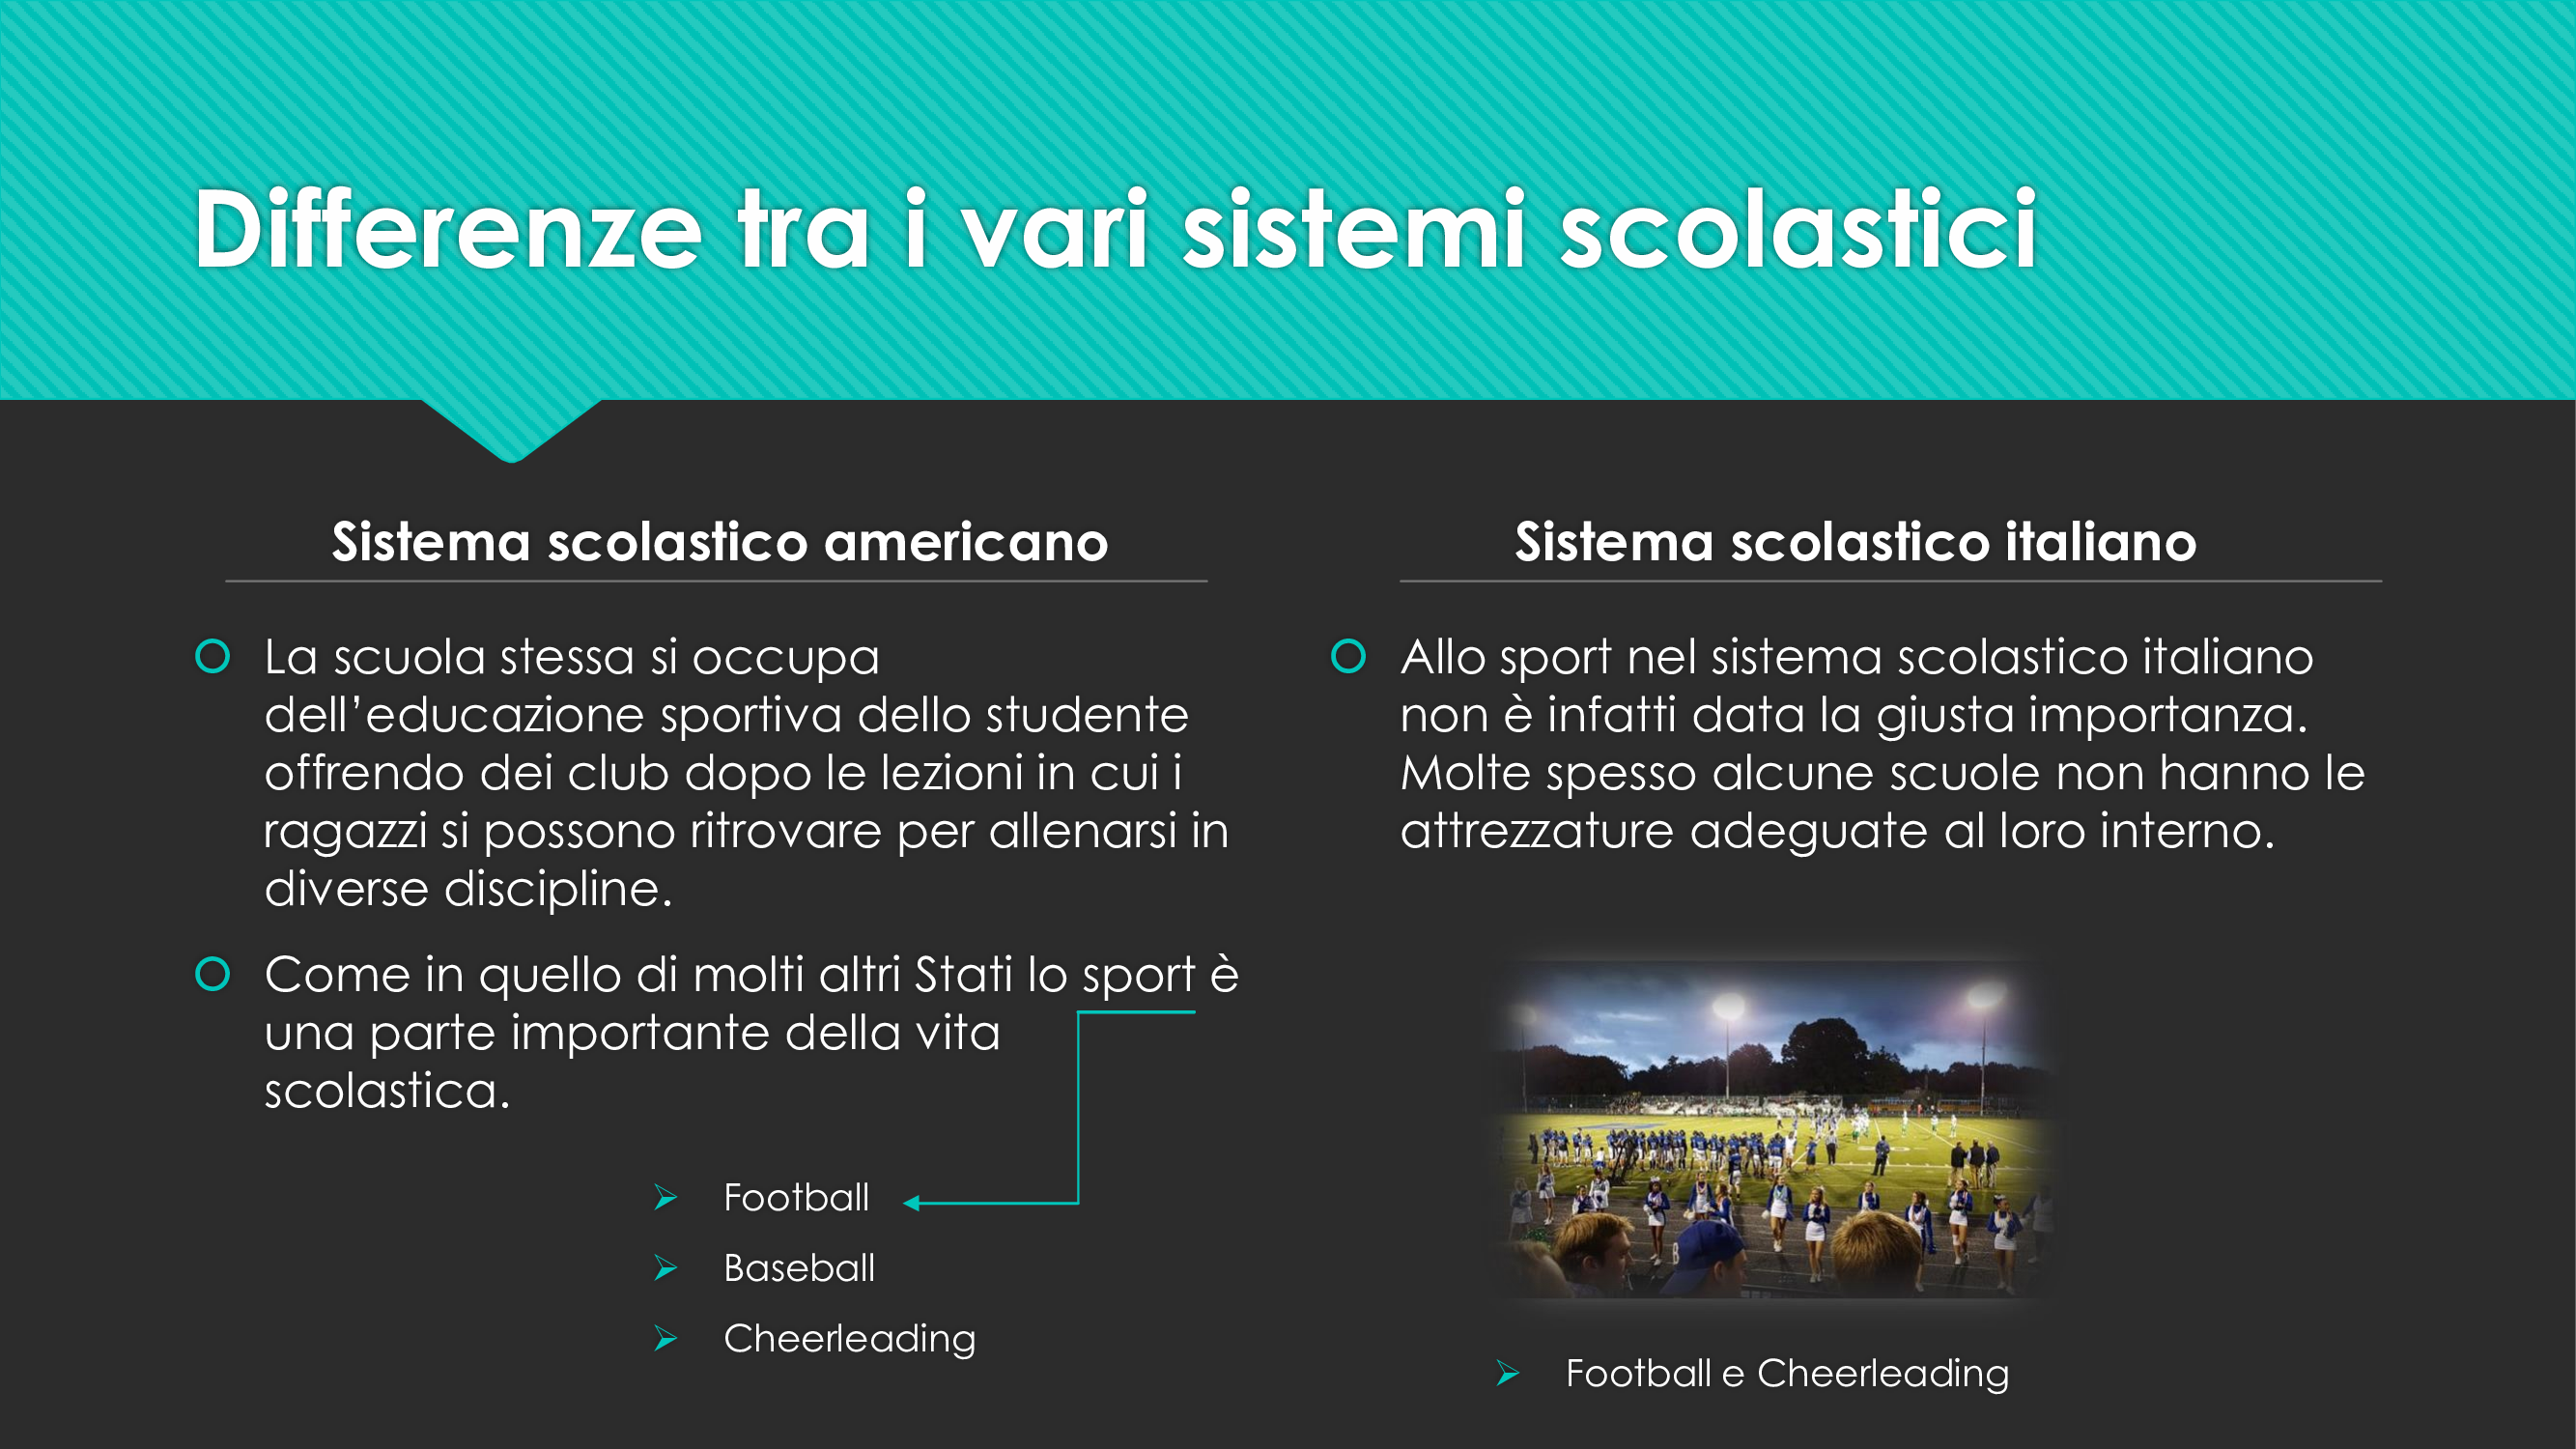 Differenze tra i vari sistemi scolastici
Sistema scolastico americano
La scuola stessa si occupa
dell’educazione sportiva dello studente
offrendo dei club dopo le lezioni in cui i
ragazzi si possono ritrovare per allenarsi in
diverse discipline.
Come in quello di molti altri Stati lo sport è
una parte importante della vita
scolastica.
Football
Baseball
Cheerleading
Sistema scolastico italiano
Allo sport nel sistema scolastico italiano
non è infatti data la giusta importanza.
Molte spesso alcune scuole non hanno le
attrezzature adeguate al loro interno.
B
Football e Cheerleading